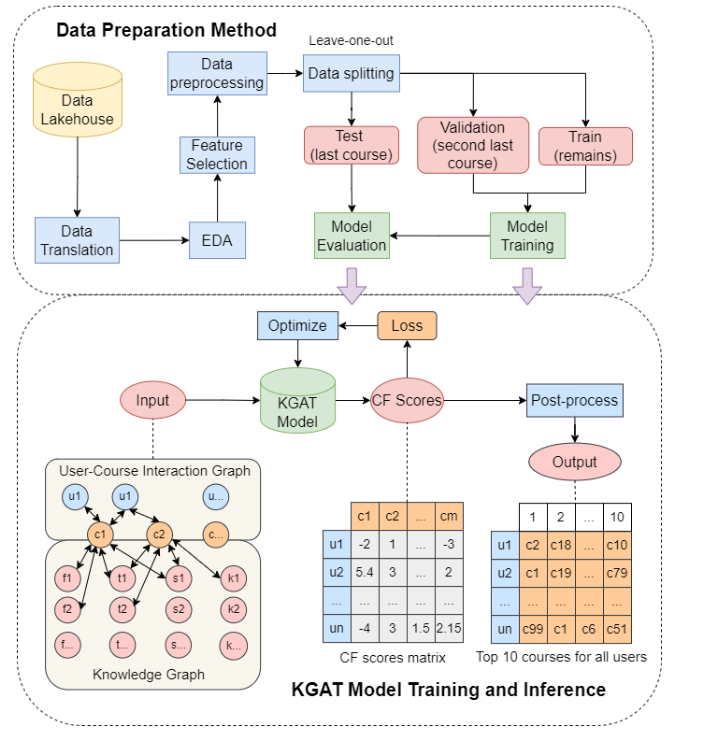 Data Preparation Method
Leave-one-out
Data
Lakehouse
Data
preprocessing
Data splitting
Feature
Selection
Test
(last course)
Validation
(second last
course)
Train
(remains)
Data
Translation
EDA
Model
Evaluation
Model
Training
Optimize
Loss
Input
KGAT
Model
CF Scores
Post-process
Output
User-Course Interaction Graph
u1 u1 u...
c1 c2 c...
f1 t1 s1 k1
f2 t2 s2 k2
f... t... s... k...
Knowledge Graph
c1 c2 ... cm
u1 -2 1 ... -3
u2 5.4 3 ... 2
... ... ... ...
un -4 3 1.5 2.15
CF scores matrix
1 2 ... 10
u1 c2 c18 ... c10
u2 c1 c19 ... c79
... ... ... ...
un c99 c1 c6 c51
Top 10 courses for all users
KGAT Model Training and Inference